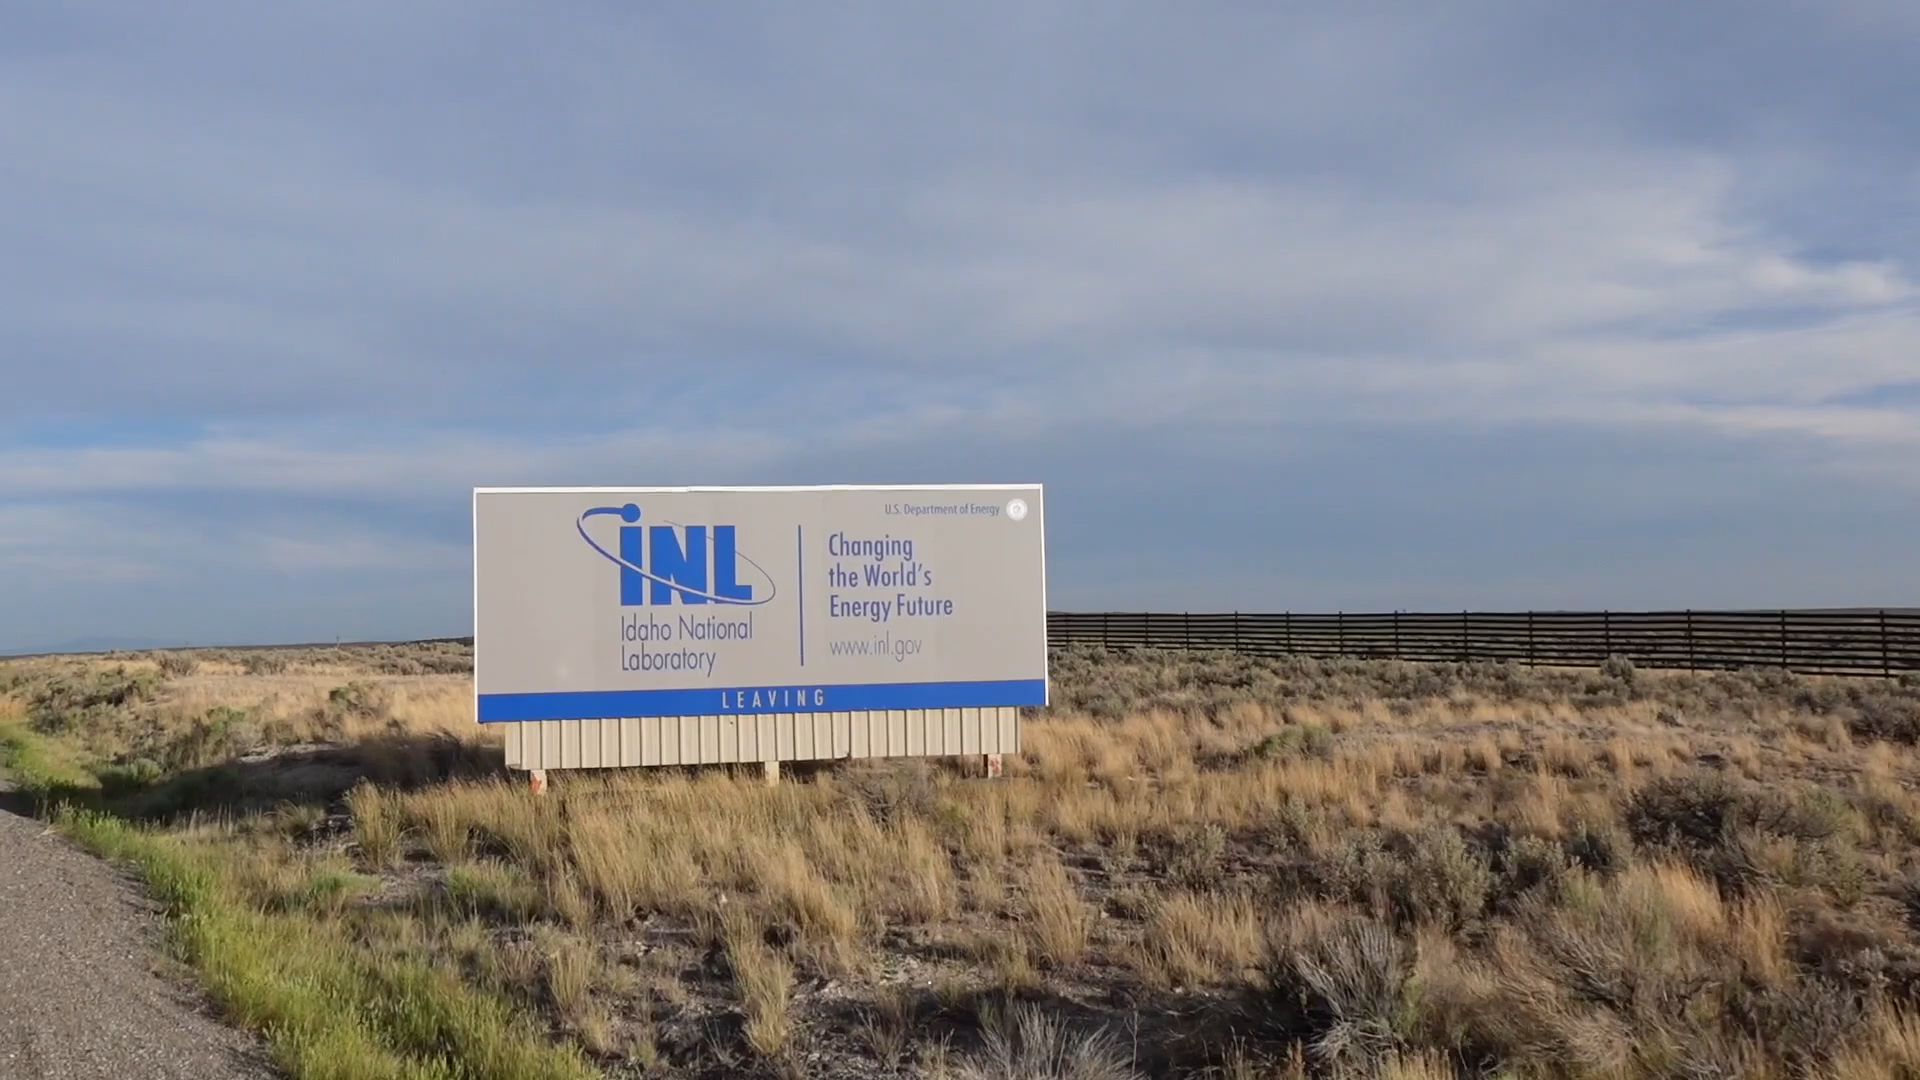 U.S. Department of Energy
INL
Idaho National
Laboratory
Changing
the World's
Energy Future
www.inl.gov
LEAVING